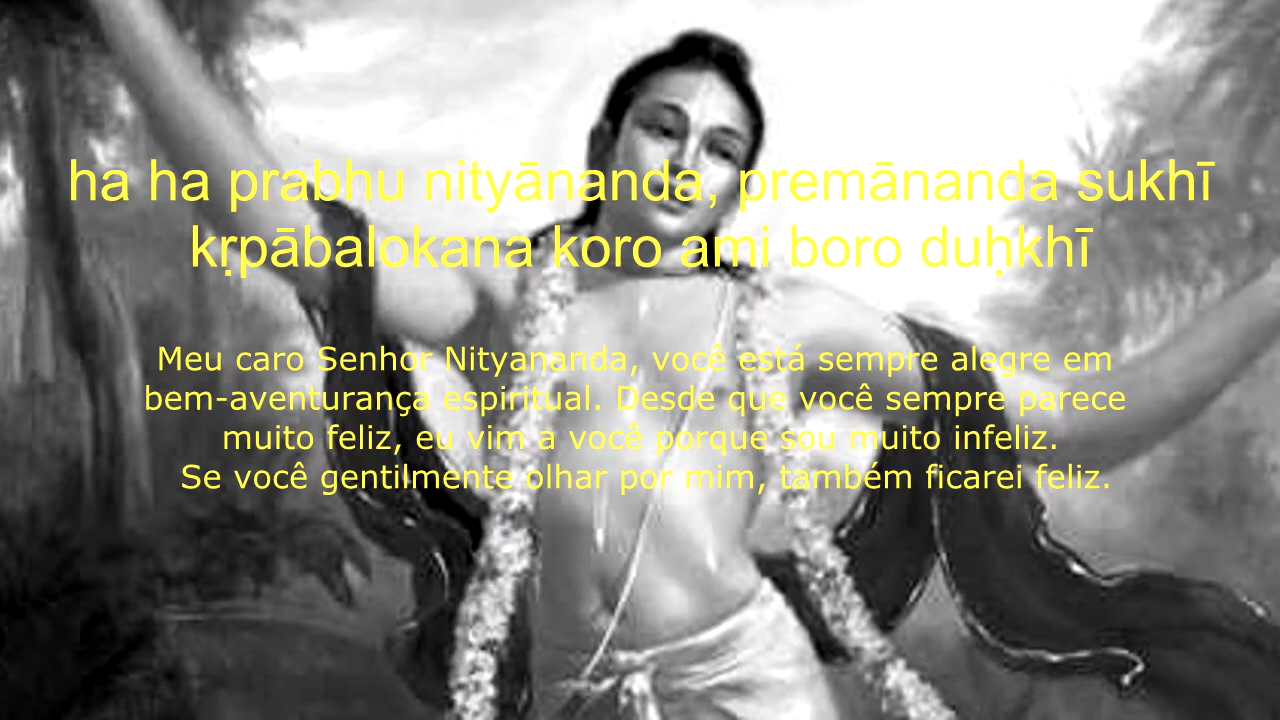 ha ha prabhu nityānanda, premānanda sukhī
kṛpābalokana koro ami boro duḥkhī
Meu caro Senhor Nityananda, você está sempre alegre em
bem-aventurança espiritual. Desde que você sempre parece
muito feliz, eu vim a você porque sou muito infeliz.
Se você gentilmente olhar por mim, também ficarei feliz.